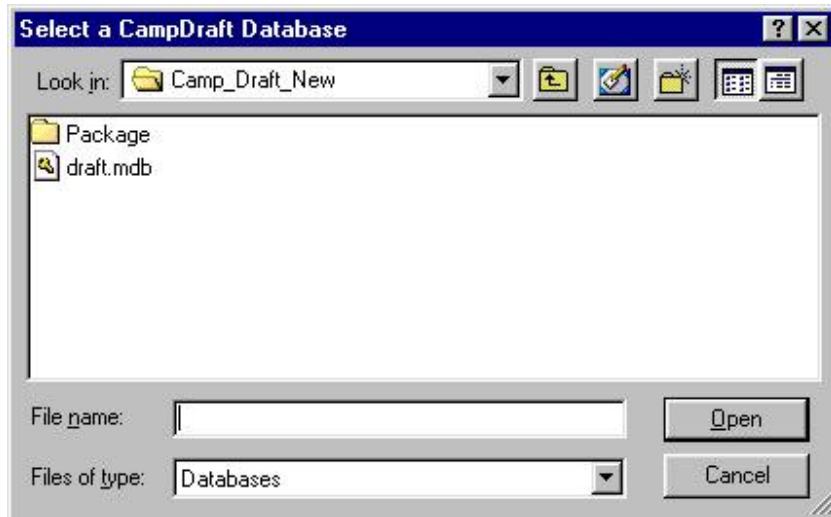 Select a CampDraft Database
Look in: Camp_Draft_New
Package
draft.mdb
File name:
Open
Files of type: Databases
Cancel